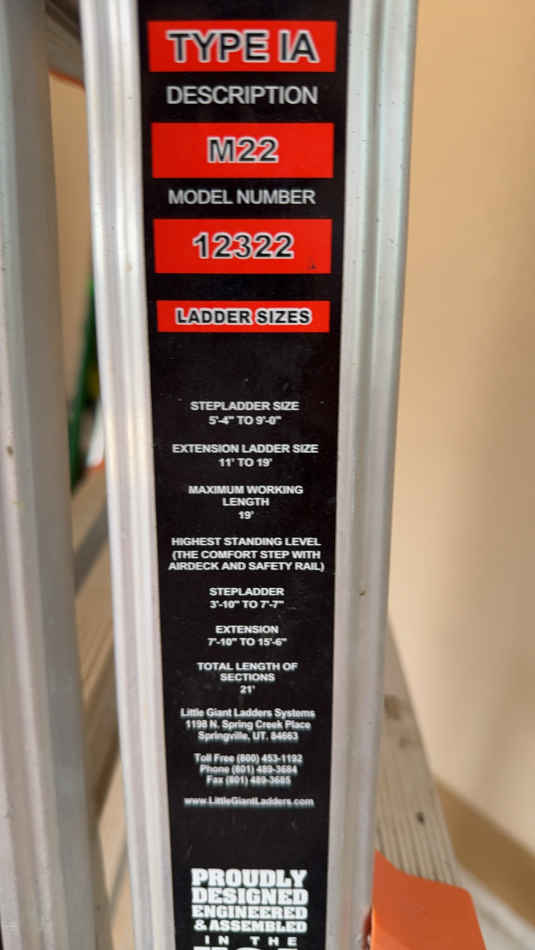 TYPE IA
DESCRIPTION
M22
MODEL NUMBER
12322
LADDER SIZES
STEPLADDER SIZE
5'-4" TO 9'-0"
EXTENSION LADDER SIZE
11' TO 19'
MAXIMUM WORKING
LENGTH
19'
HIGHEST STANDING LEVEL
(THE COMFORT STEP WITH
AIRDECK AND SAFETY RAIL)
STEPLADDER
3'-10" TO 7'-7"
EXTENSION
7'-10" TO 15'-6"
TOTAL LENGTH OF
SECTIONS
21'
Little Giant Ladders Systems
1198 N. Spring Creek Place
Springville, UT. 84663
Toll Free (800) 453-1192
Phone (801) 489-3684
Fax (801) 489-3685
www.LittleGiantLadders.com
PROUDLY
DESIGNED
ENGINEERED
& ASSEMBLED
IN THE